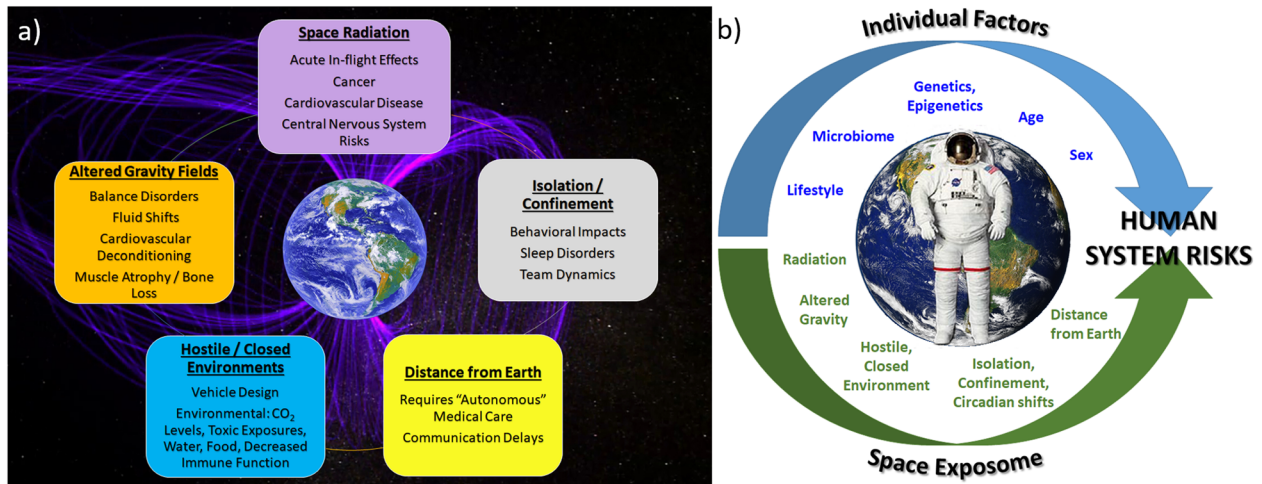 a)
Space Radiation
Acute In-flight Effects
Cancer
Cardiovascular Disease
Central Nervous System
Risks
Altered Gravity Fields
Balance Disorders
Fluid Shifts
Cardiovascular
Deconditioning
Muscle Atrophy / Bone
Loss
Isolation /
Confinement
Behavioral Impacts
Sleep Disorders
Team Dynamics
Hostile / Closed
Environments
Vehicle Design
Environmental: CO₂
Levels, Toxic Exposures,
Water, Food, Decreased
Immune Function
Distance from Earth
Requires “Autonomous”
Medical Care
Communication Delays
b)
Individual Factors
Genetics,
Epigenetics
Age
Microbiome
Sex
Lifestyle
HUMAN
SYSTEM RISKS
Radiation
Altered
Gravity
Distance
from Earth
Hostile,
Closed
Environment
Isolation,
Confinement,
Circadian shifts
Space Exposome